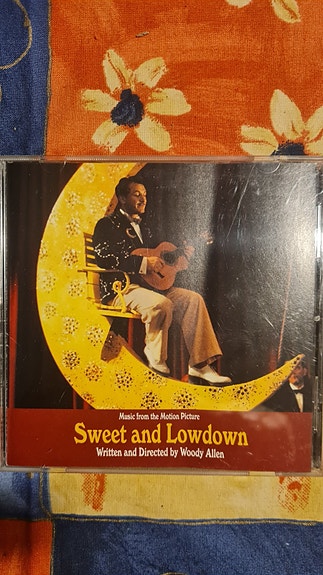 Music from the Motion Picture
Sweet and Lowdown
Written and Directed by Woody Allen